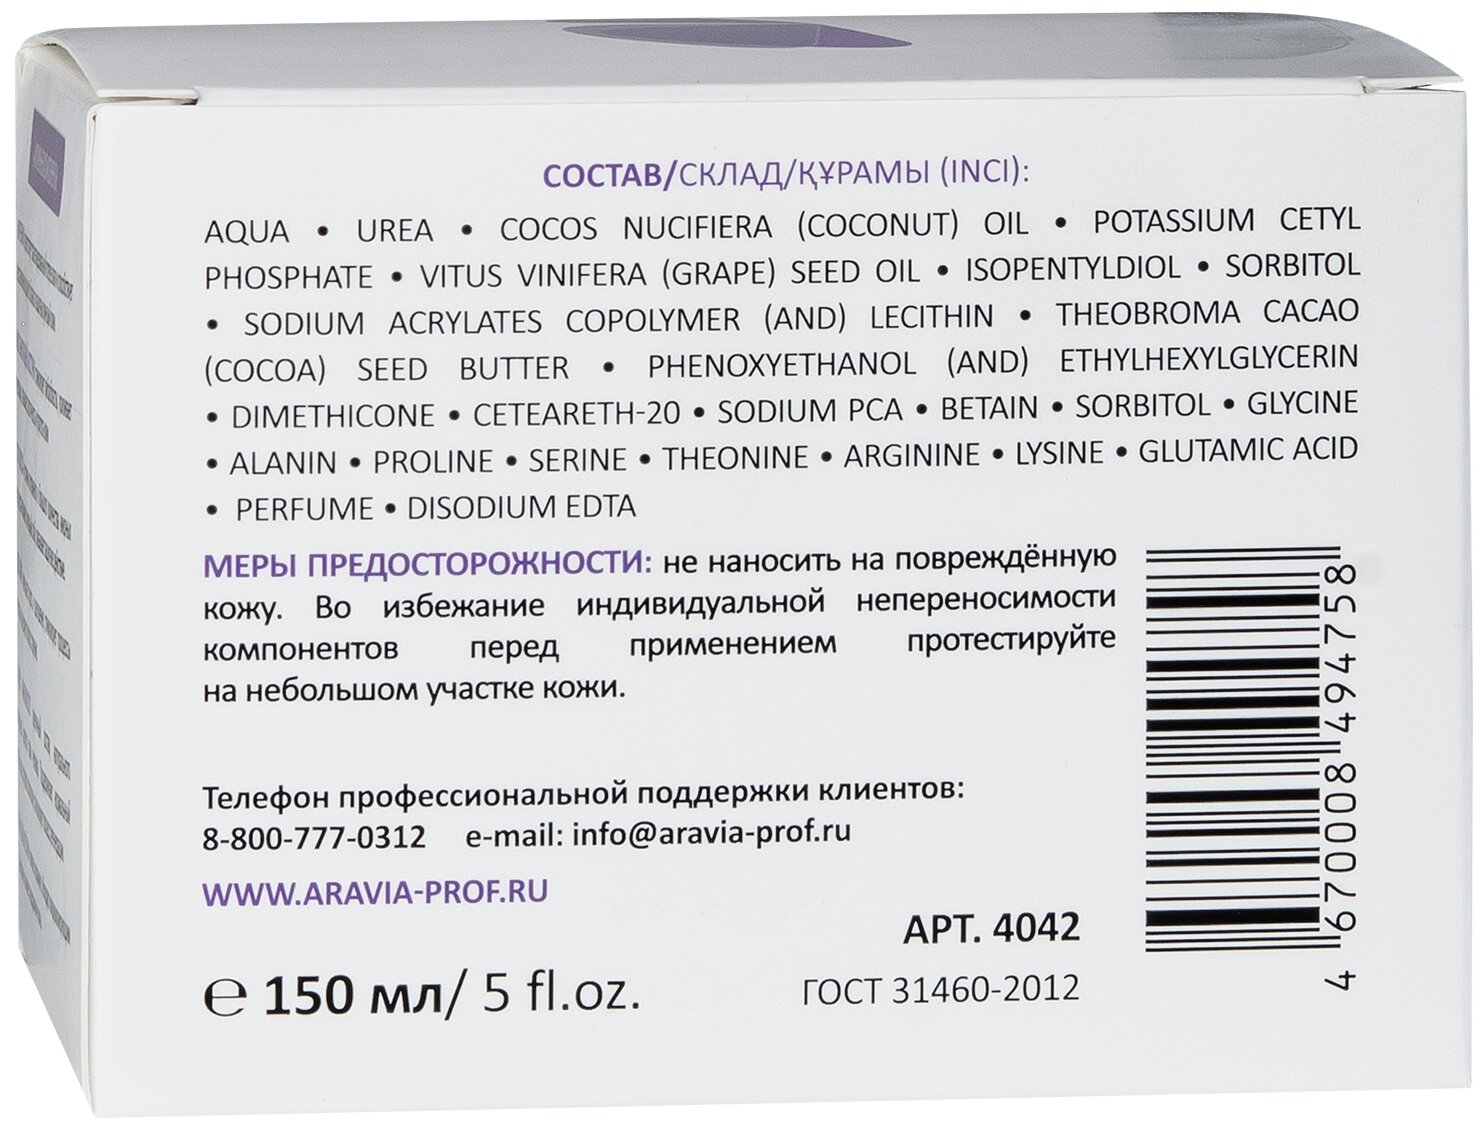 СОСТАВ/СКЛАД/ҚҰРАМЫ (INCI):
AQUA • UREA • COCOS NUCIFIERA (COCONUT) OIL • POTASSIUM CETYL
PHOSPHATE • VITUS VINIFERA (GRAPE) SEED OIL • ISOPENTYLDIOL • SORBITOL
• SODIUM ACRYLATES COPOLYMER (AND) LECITHIN • THEOBROMA CACAO
(COCOA) SEED BUTTER • PHENOXYETHANOL (AND) ETHYLHEXYLGLYCERIN
• DIMETHICONE • CETEARETH-20 • SODIUM PCA • BETAIN • SORBITOL • GLYCINE
• ALANIN • PROLINE • SERINE • THEONINE • ARGININE • LYSINE • GLUTAMIC ACID
• PERFUME • DISODIUM EDTA
МЕРЫ ПРЕДОСТОРОЖНОСТИ: не наносить на повреждённую
кожу. Во избежание индивидуальной непереносимости
компонентов перед применением протестируйте
на небольшом участке кожи.
Телефон профессиональной поддержки клиентов:
8-800-777-0312 e-mail: info@aravia-prof.ru
WWW.ARAVIA-PROF.RU
АРТ. 4042
℮ 150 мл/ 5 fl.oz.
ГОСТ 31460-2012
4 670008 494758